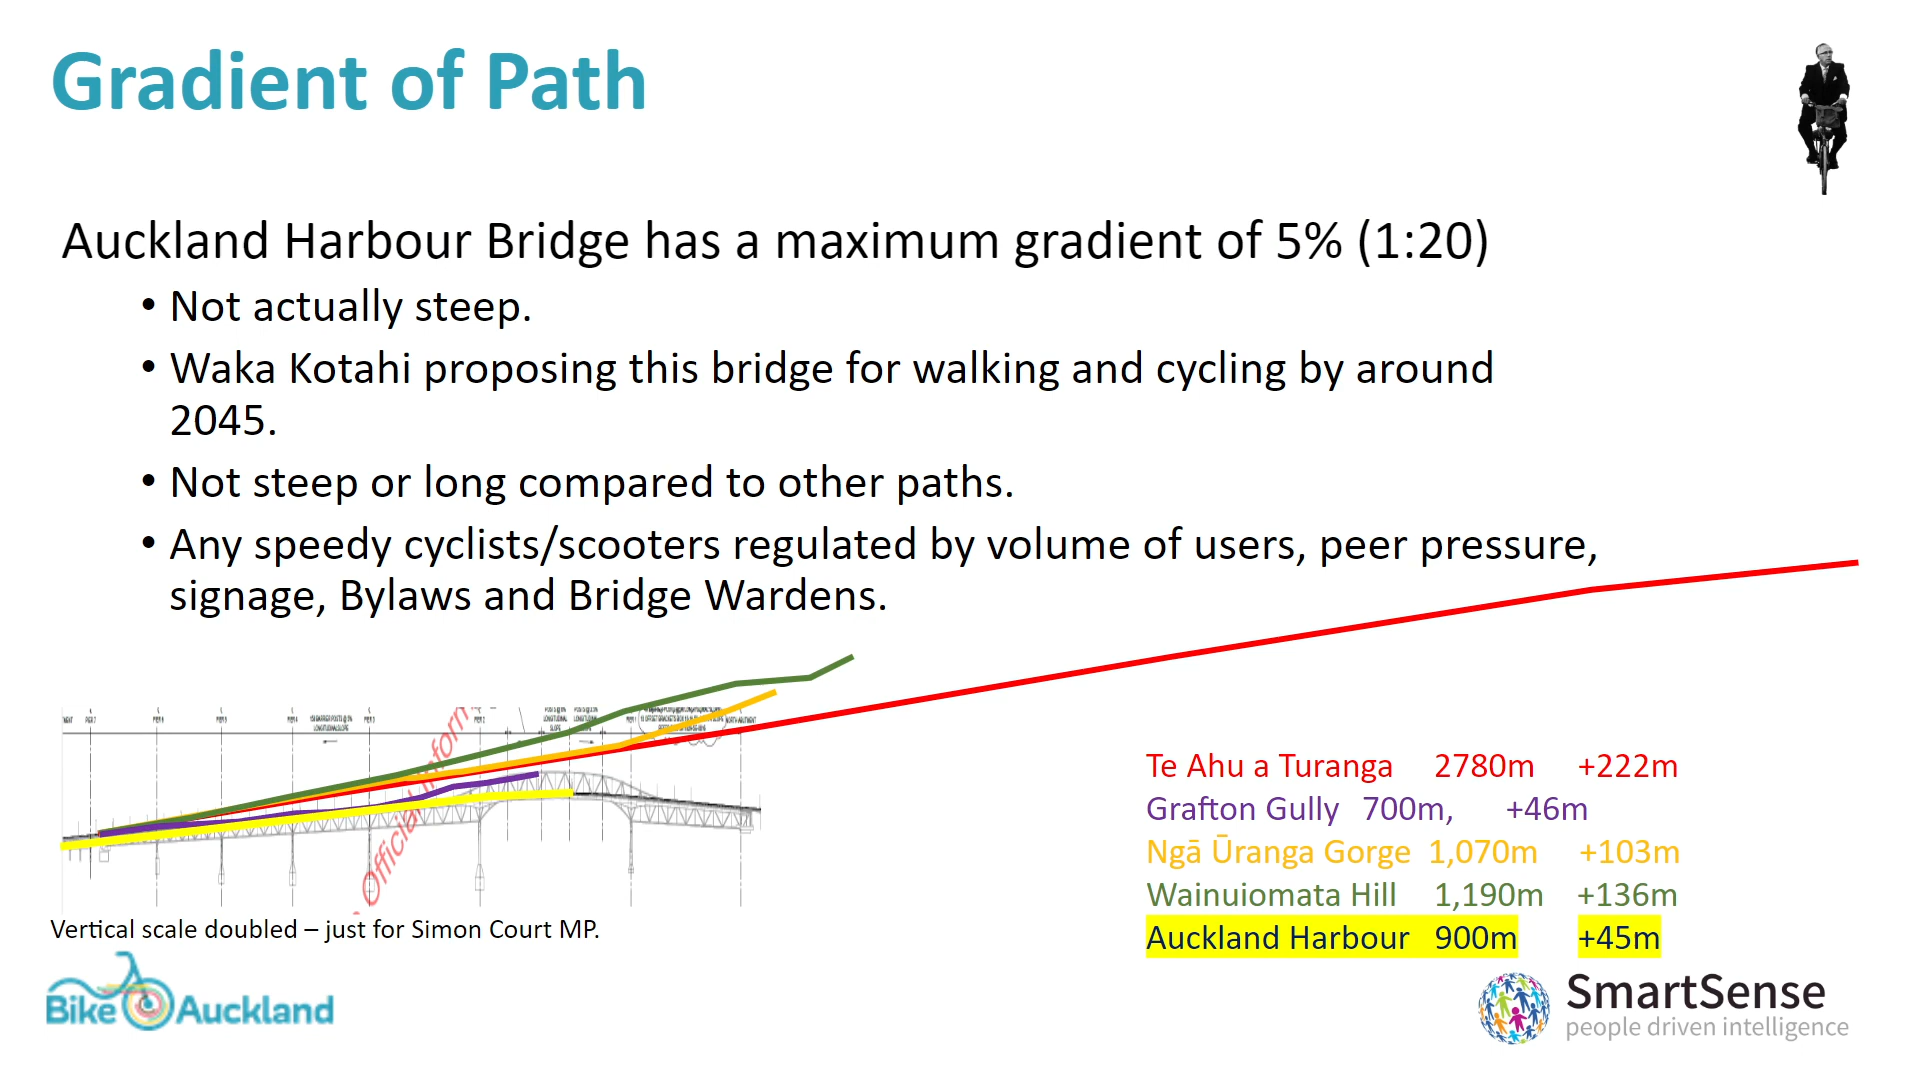 Gradient of Path
Auckland Harbour Bridge has a maximum gradient of 5% (1:20)
• Not actually steep.
• Waka Kotahi proposing this bridge for walking and cycling by around
2045.
• Not steep or long compared to other paths.
• Any speedy cyclists/scooters regulated by volume of users, peer pressure,
signage, Bylaws and Bridge Wardens.
PIER 7
Official Inform
Te Ahu a Turanga 2780m +222m
Grafton Gully 700m, +46m
Ngā Ūranga Gorge 1,070m +103m
Wainuiomata Hill 1,190m +136m
Auckland Harbour 900m +45m
Vertical scale doubled – just for Simon Court MP.
Bike Auckland
SmartSense
people driven intelligence